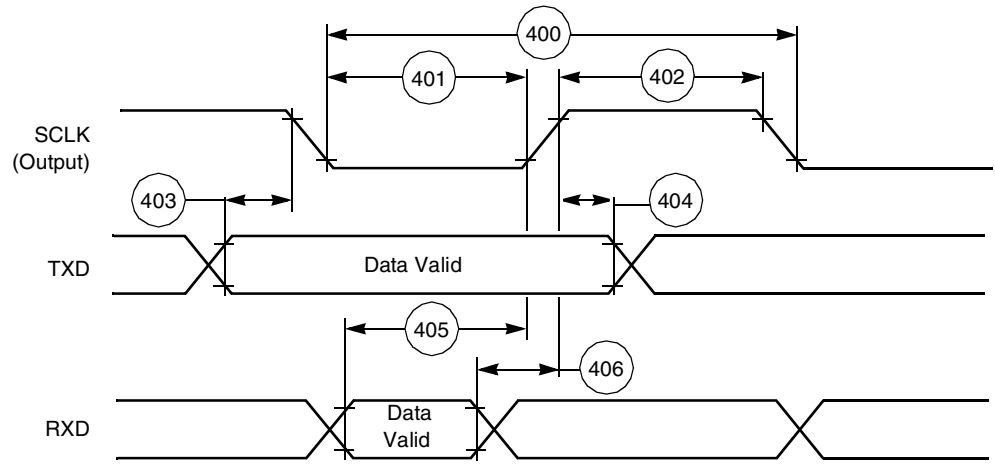 400
401
402
SCLK
(Output)
403
404
TXD
Data Valid
405
406
RXD
Data
Valid